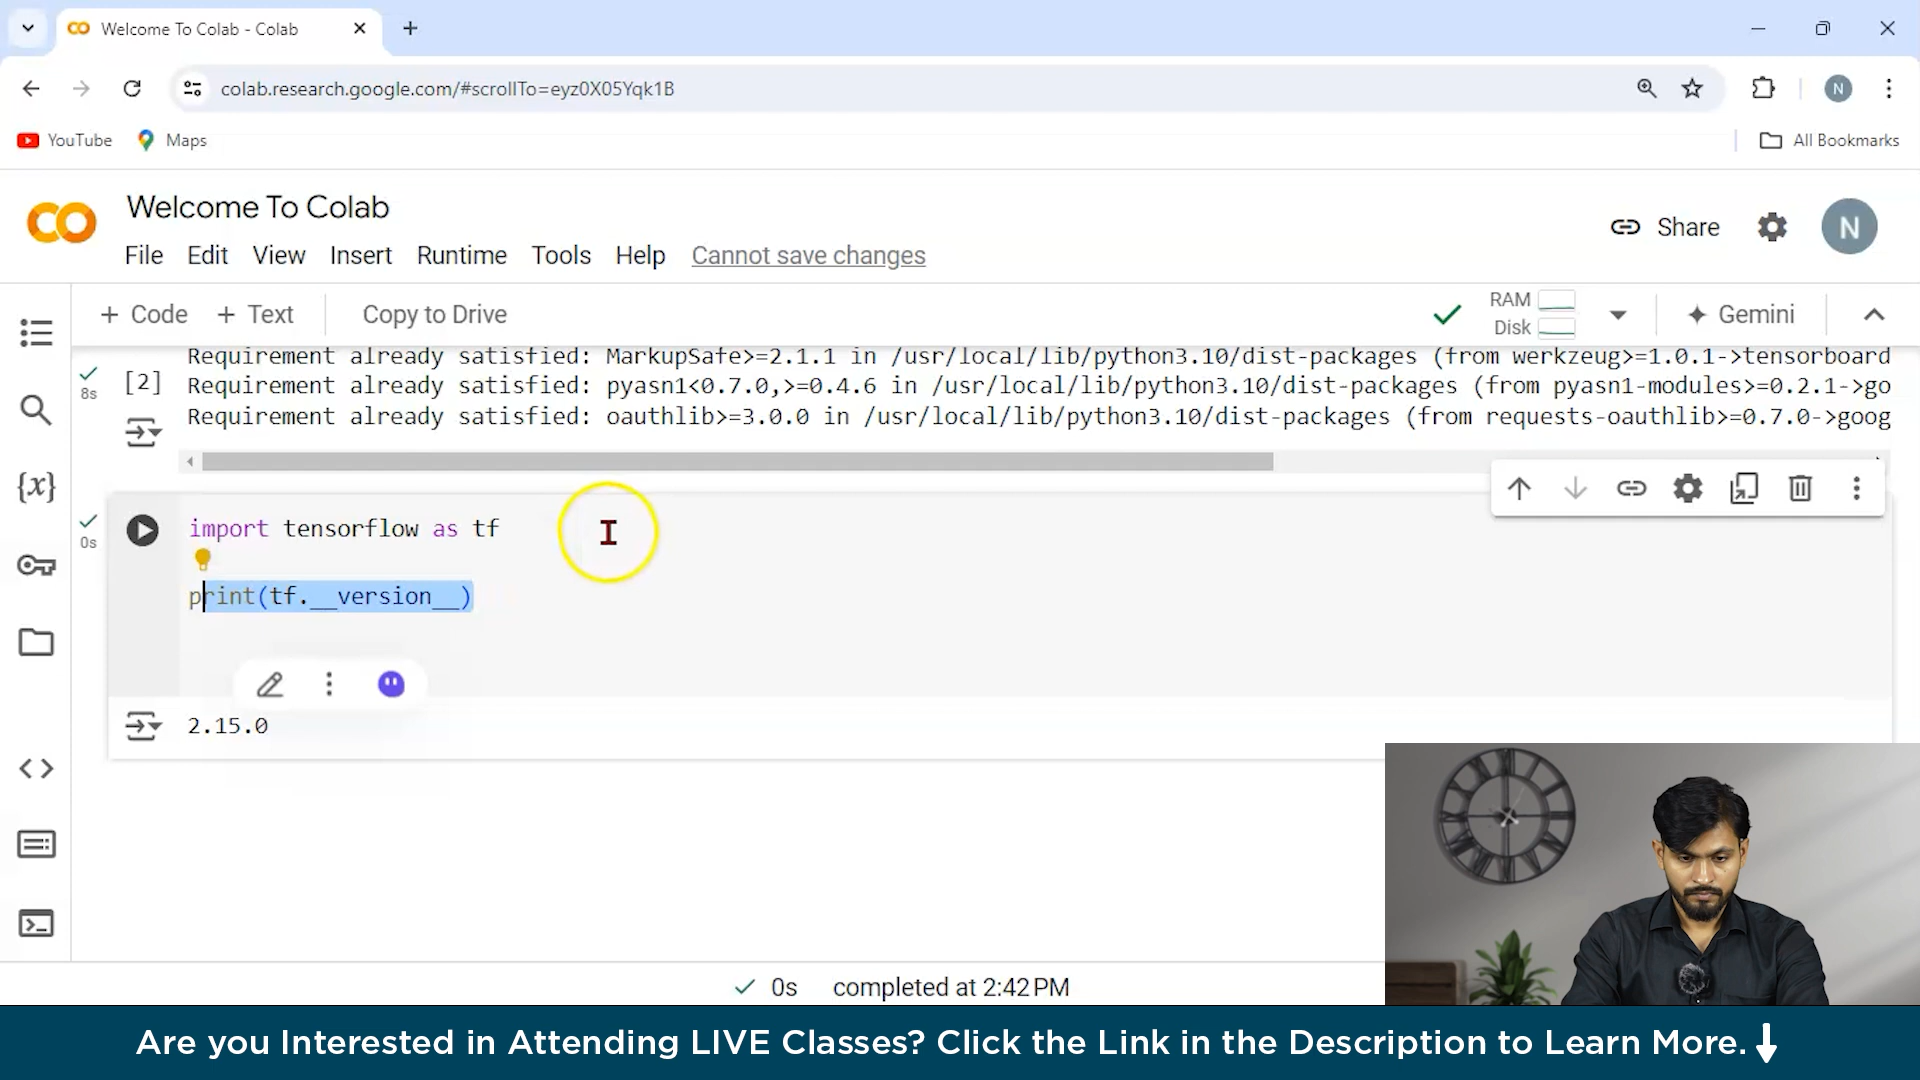 Welcome To Colab - Colab
colab.research.google.com/#scrollTo=eyz0X05Yqk1B
N
YouTube
Maps
All Bookmarks
CO
Welcome To Colab
Share
N
File Edit View Insert Runtime Tools Help Cannot save changes
+ Code + Text Copy to Drive
RAM
Disk
Gemini
Requirement already satisfied: MarkupSafe>=2.1.1 in /usr/local/lib/python3.10/dist-packages (from werkzeug>=1.0.1->tensorboard
8s
[2]
Requirement already satisfied: pyasn1<0.7.0,>=0.4.6 in /usr/local/lib/python3.10/dist-packages (from pyasn1-modules>=0.2.1->go
Requirement already satisfied: oauthlib>=3.0.0 in /usr/local/lib/python3.10/dist-packages (from requests-oauthlib>=0.7.0->goog
{x}
0s
import tensorflow as tf
print(tf.__version__)
2.15.0
0s completed at 2:42 PM
Are you Interested in Attending LIVE Classes? Click the Link in the Description to Learn More.